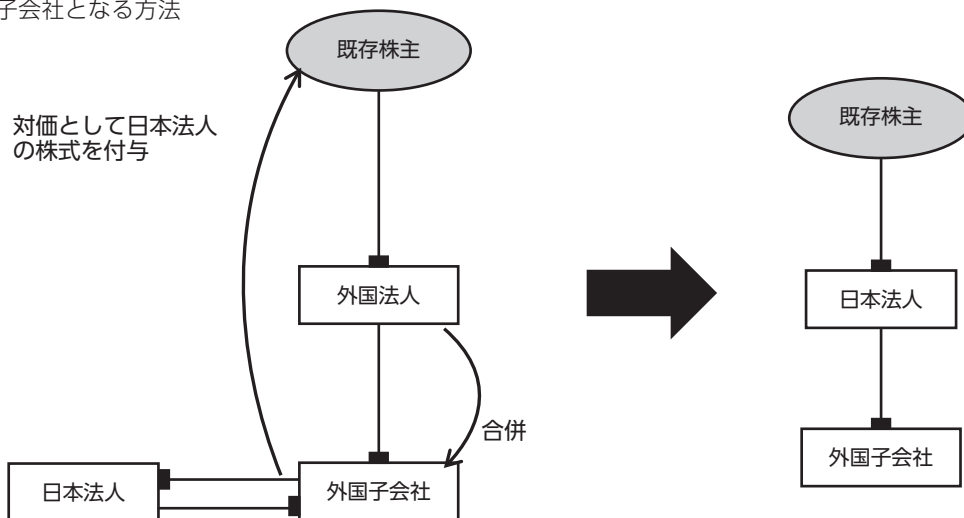 子会社となる方法
既存株主
対価として日本法人
の株式を付与
外国法人
合併
日本法人
外国子会社
既存株主
日本法人
外国子会社